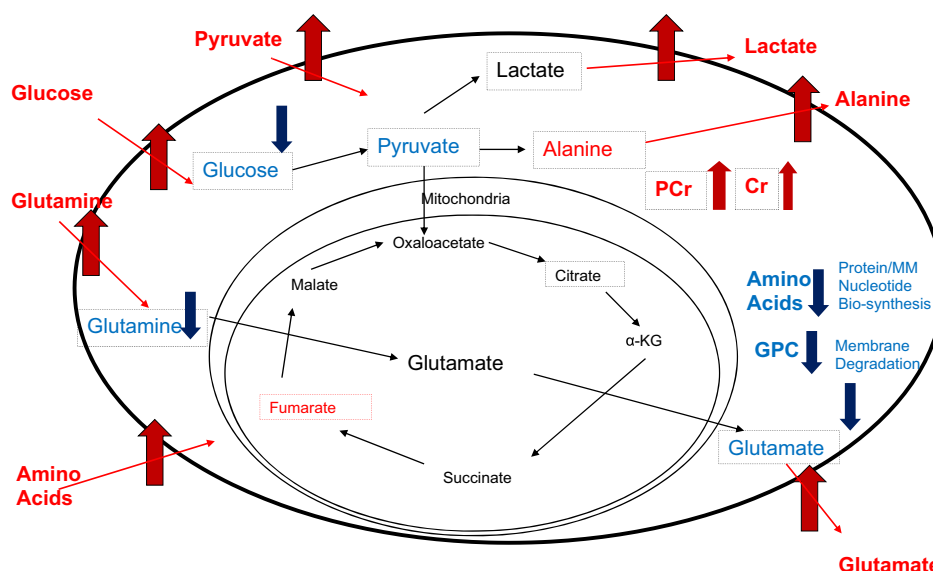 Pyruvate
Lactate
Glucose
Lactate
Alanine
Pyruvate
Alanine
Glucose
PCr
Cr
Glutamine
Mitochondria
Oxaloacetate
Malate
Citrate
Amino
Acids
Protein/MM
Nucleotide
Bio-synthesis
Glutamine
α-KG
Glutamate
GPC
Membrane
Degradation
Fumarate
Glutamate
Succinate
Amino
Acids
Glutamate